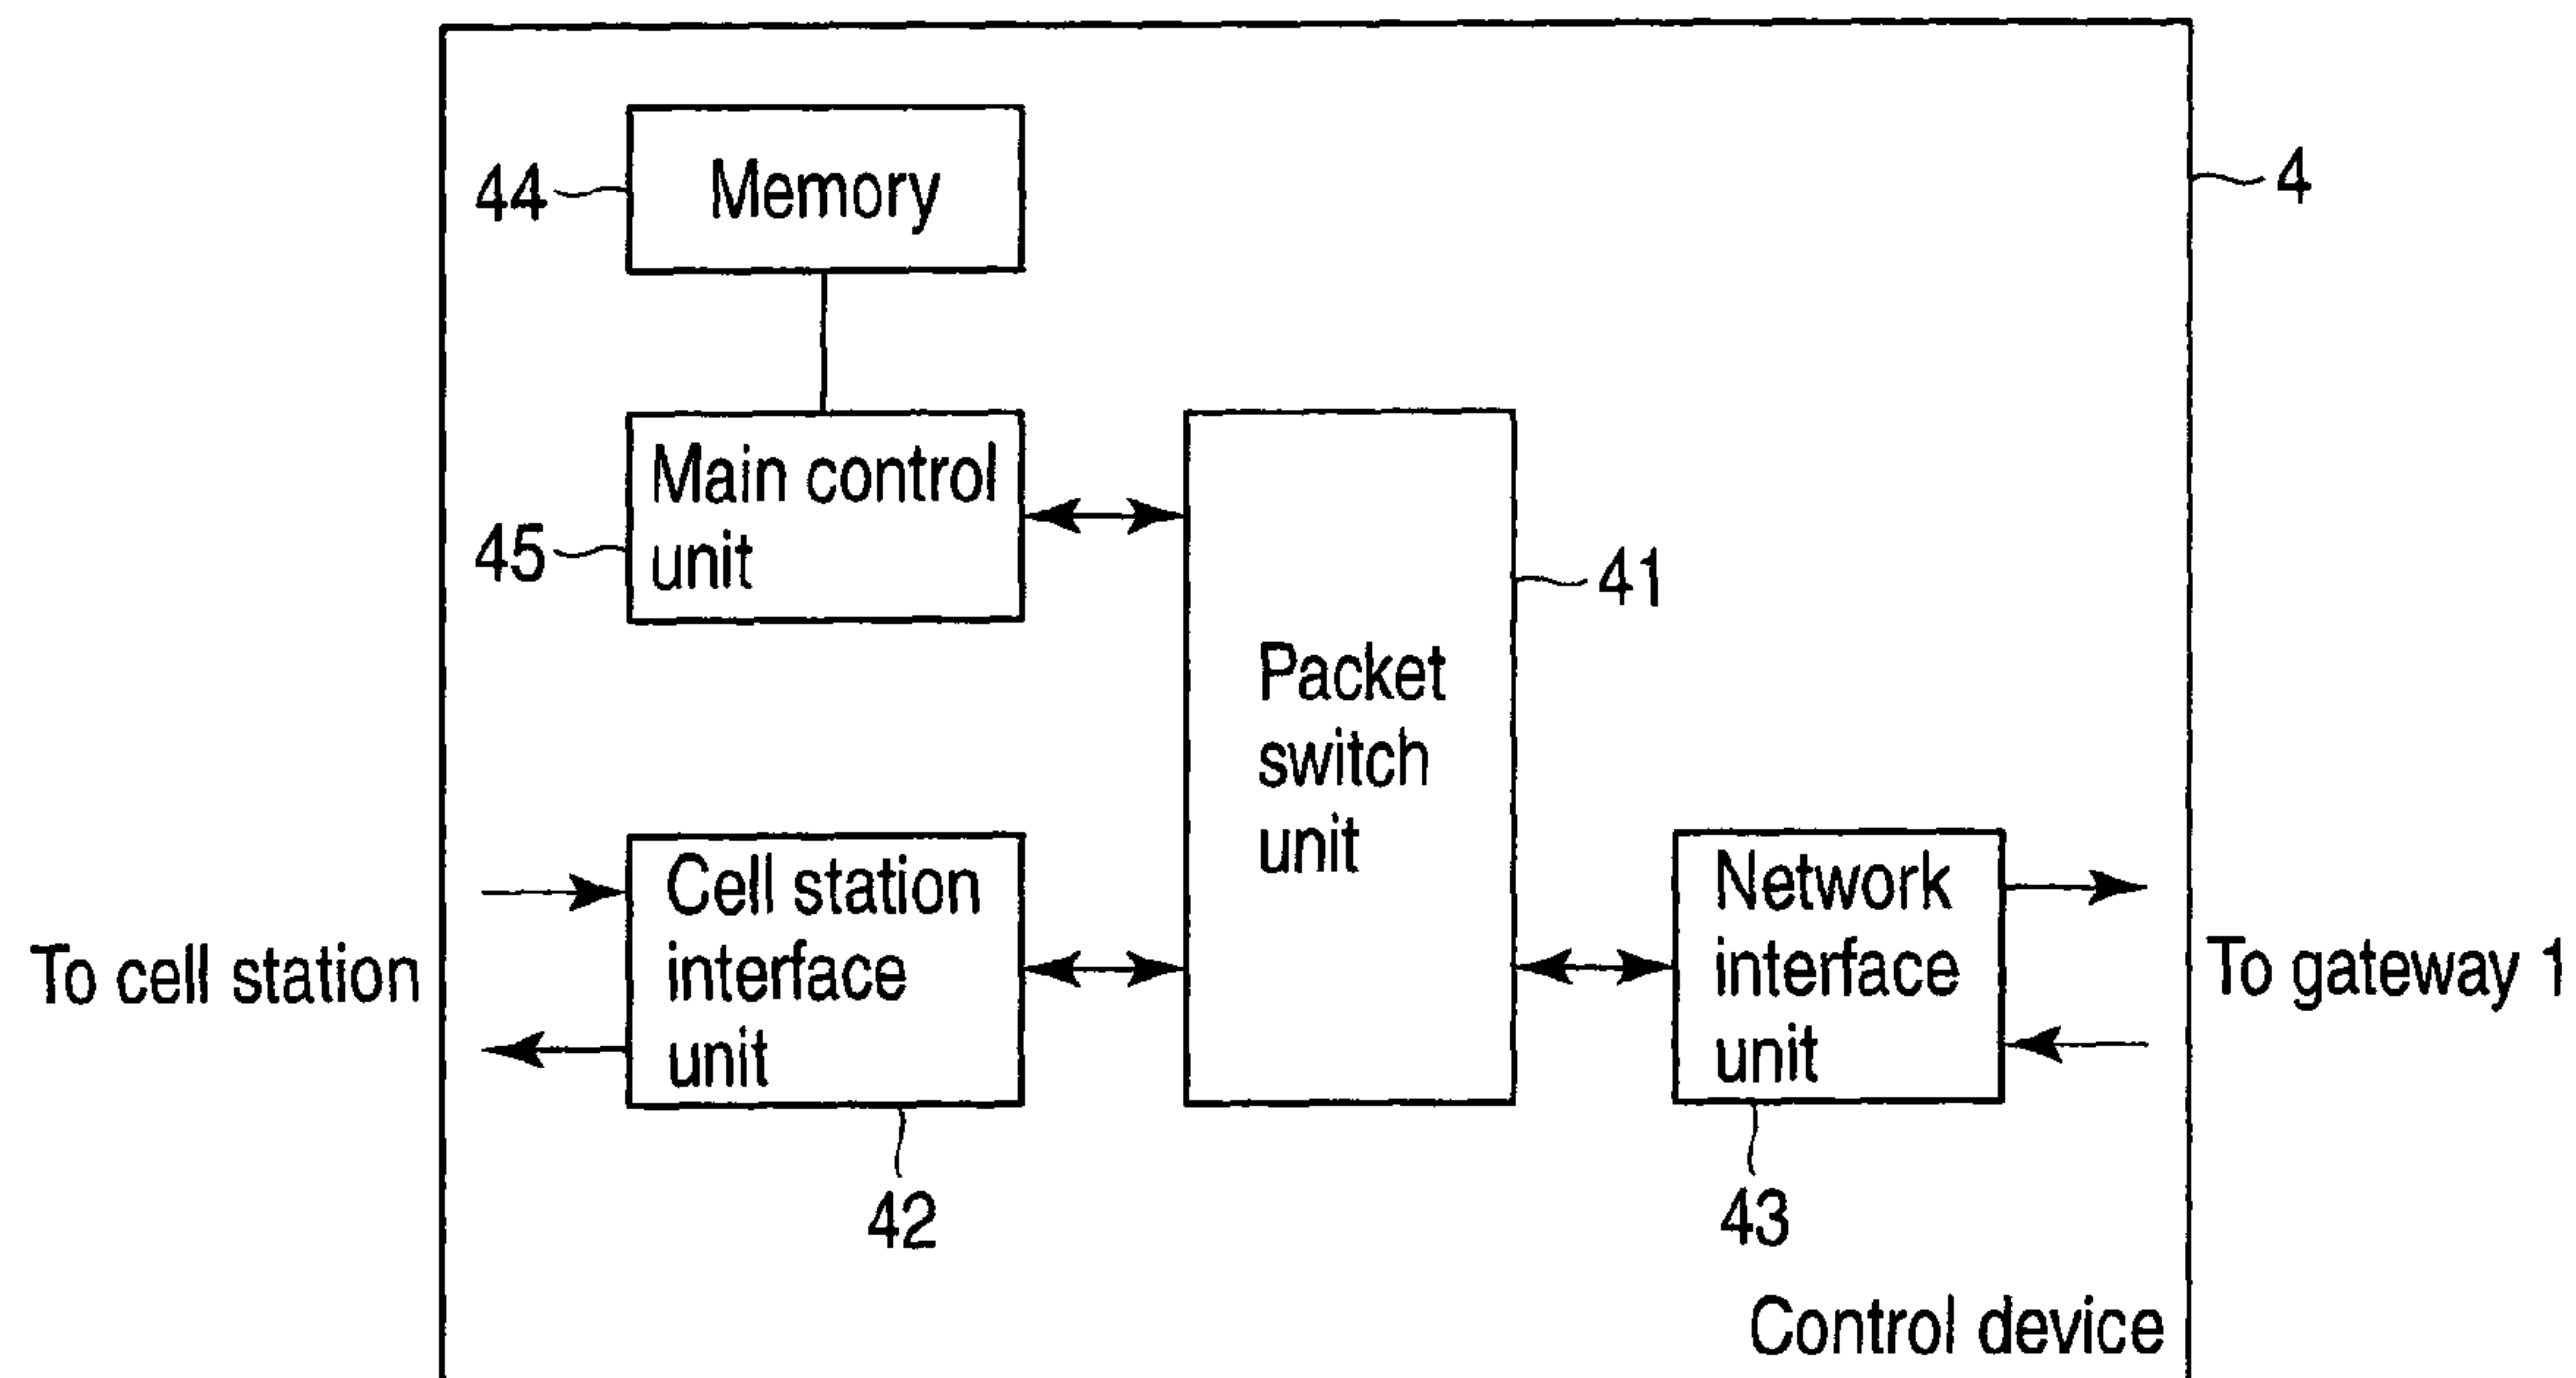 44
Memory
4
45
Main control
unit
41
Packet
switch
unit
To cell station
Cell station
interface
unit
42
Network
interface
unit
43
To gateway 1
Control device